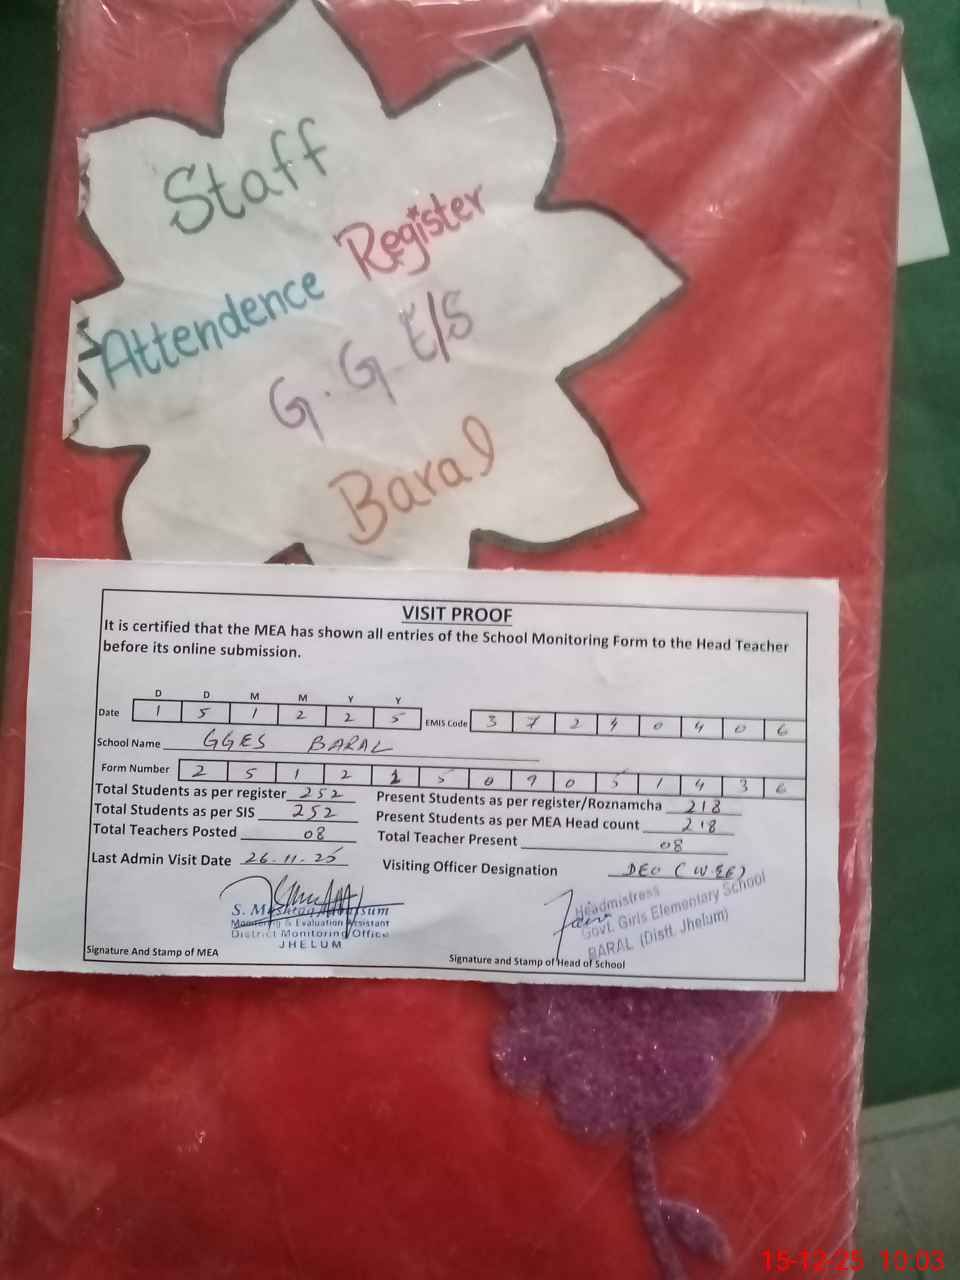 Staff
Attendence Register
G.G E/S
Baral
VISIT PROOF
It is certified that the MEA has shown all entries of the School Monitoring Form to the Head Teacher
before its online submission.
D D M M Y Y
Date 1 5 1 2 2 5 EMIS Code 3 7 2 4 0 4 0 6
School Name GGES BARAL
Form Number 2 5 1 2 1 5 0 9 0 5 1 4 3 6
Total Students as per register 252 Present Students as per register/Roznamcha 218
Total Students as per SIS 252 Present Students as per MEA Head count 218
Total Teachers Posted 08 Total Teacher Present 08
Last Admin Visit Date 26.11.25 Visiting Officer Designation DEO (W.EE)
S.
Monitoring & Evaluation Assistant
District Monitoring Office
JHELUM
Signature And Stamp of MEA
Headmistress
Govt. Girls Elementary School
BARAL (Distt. Jhelum)
Signature and Stamp of Head of School
15-12-25 10:03